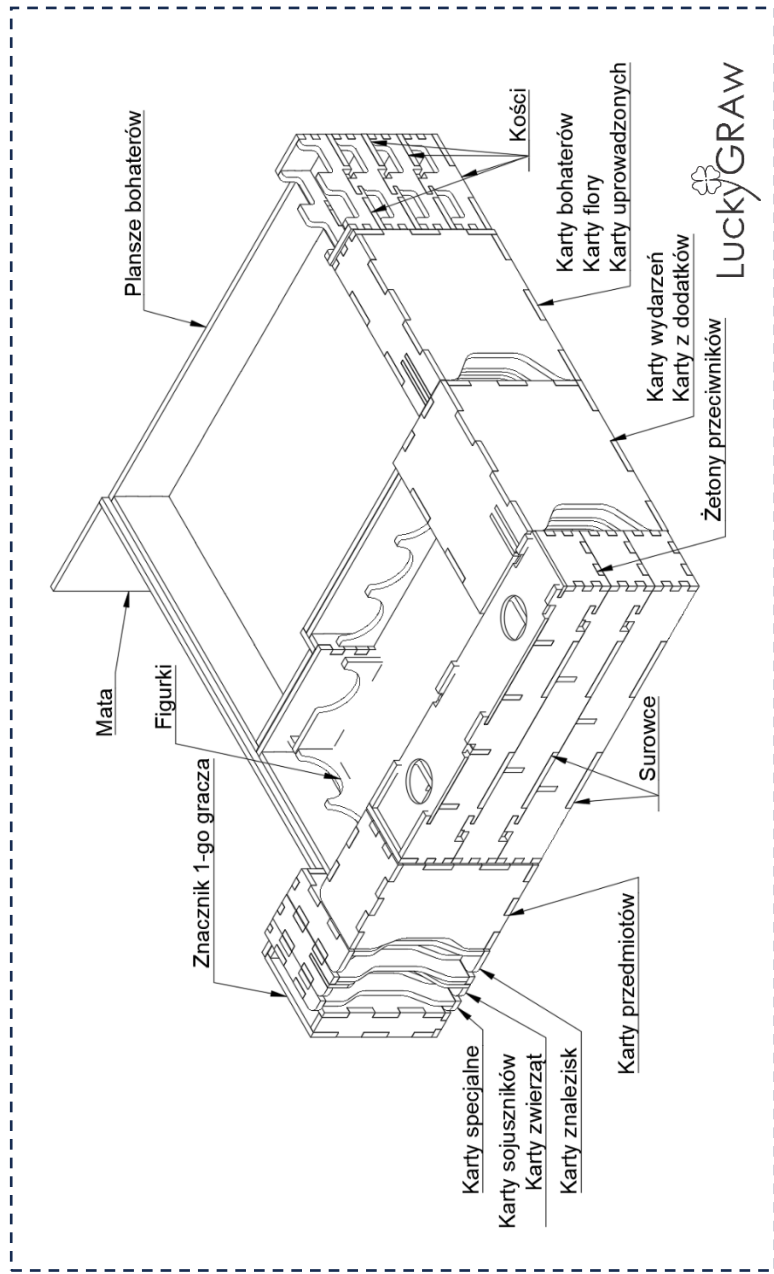 Plansze bohaterów
Mata
Figurki
Znacznik 1-go gracza
Kości
Karty bohaterów
Karty flory
Karty uprowadzonych
Karty wydarzeń
Karty z dodatków
Żetony przeciwników
Surowce
Karty przedmiotów
Karty specjalne
Karty sojuszników
Karty zwierząt
Karty znalezisk
LuckyGRAw